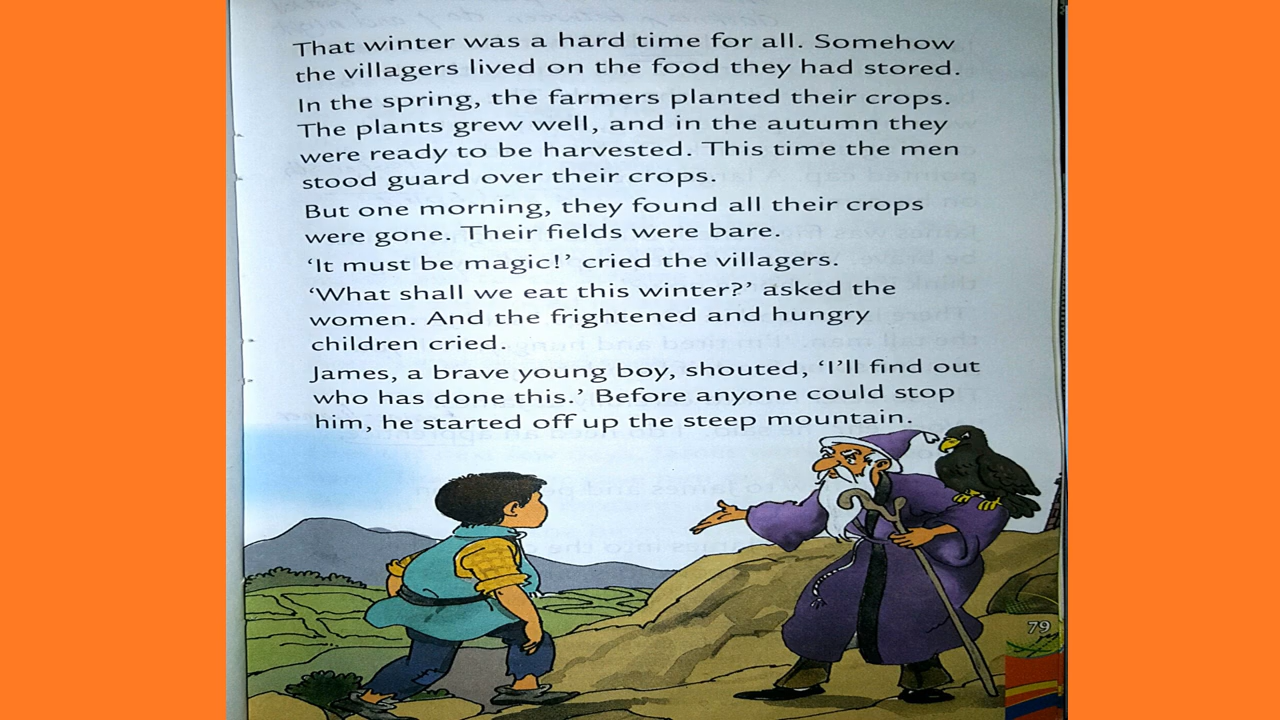 That winter was a hard time for all. Somehow
the villagers lived on the food they had stored.
In the spring, the farmers planted their crops.
The plants grew well, and in the autumn they
were ready to be harvested. This time the men
stood guard over their crops.
But one morning, they found all their crops
were gone. Their fields were bare.
‘It must be magic!’ cried the villagers.
‘What shall we eat this winter?’ asked the
women. And the frightened and hungry
children cried.
James, a brave young boy, shouted, ‘I’ll find out
who has done this.’ Before anyone could stop
him, he started off up the steep mountain.
79